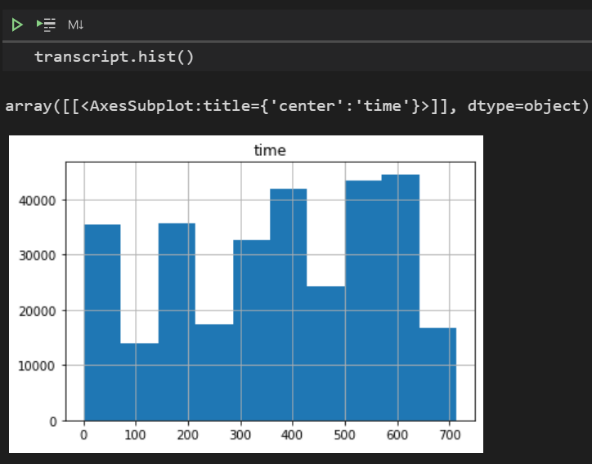 M↓
transcript.hist()
array([[<AxesSubplot:title={'center':'time'}>]], dtype=object)
time
40000
30000
20000
10000
0
0 100 200 300 400 500 600 700